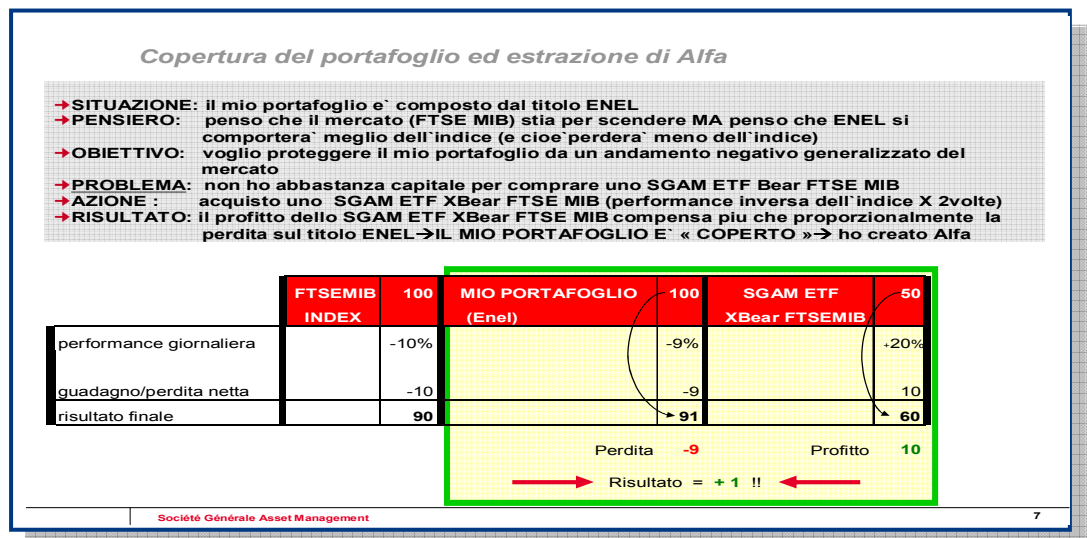 Copertura del portafoglio ed estrazione di Alfa
→SITUAZIONE: il mio portafoglio e` composto dal titolo ENEL
→PENSIERO: penso che il mercato (FTSE MIB) stia per scendere MA penso che ENEL si
comportera` meglio dell`indice (e cioe`perdera` meno dell`indice)
→OBIETTIVO: voglio proteggere il mio portafoglio da un andamento negativo generalizzato del
mercato
→PROBLEMA: non ho abbastanza capitale per comprare uno SGAM ETF Bear FTSE MIB
→AZIONE : acquisto uno SGAM ETF XBear FTSE MIB (performance inversa dell`indice X 2volte)
→RISULTATO: il profitto dello SGAM ETF XBear FTSE MIB compensa piu che proporzionalmente la
perdita sul titolo ENEL→IL MIO PORTAFOGLIO E` « COPERTO »→ ho creato Alfa
FTSEMIB 100 MIO PORTAFOGLIO 100 SGAM ETF 50
INDEX (Enel) XBear FTSEMIB
performance giornaliera -10% -9% +20%
guadagno/perdita netta -10 -9 10
risultato finale 90 91 60
Perdita -9 Profitto 10
Risultato = + 1 !!
Société Générale Asset Management 7